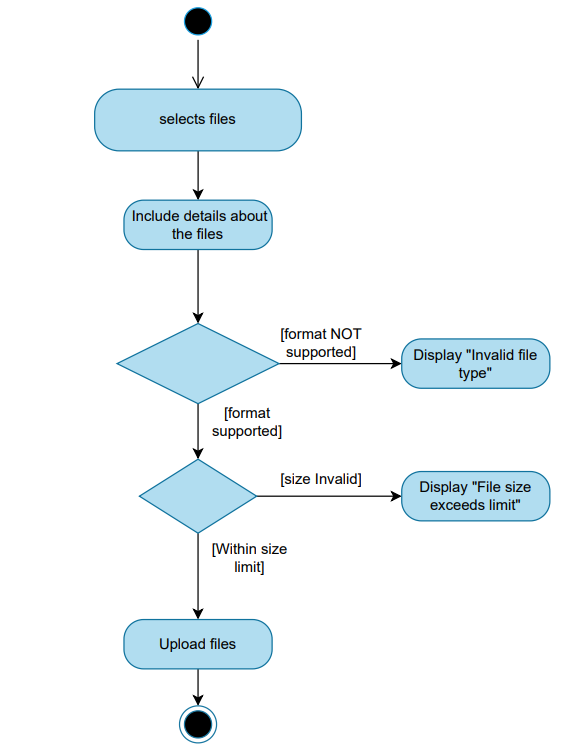 selects files
Include details about
the files
[format NOT
supported]
Display "Invalid file
type"
[format
supported]
[size Invalid]
Display "File size
exceeds limit"
[Within size
limit]
Upload files